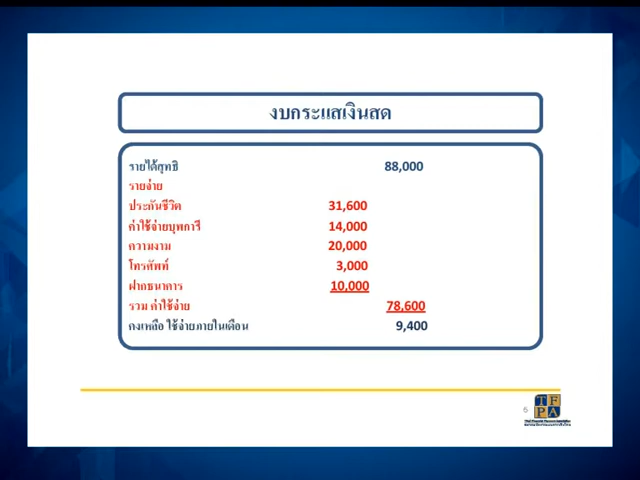 งบกระแสเงินสด
รายได้สุทธิ 88,000
รายจ่าย
ประกันชีวิต 31,600
ค่าใช้จ่ายบุพการี 14,000
ความงาม 20,000
โทรศัพท์ 3,000
ฝากธนาคาร 10,000
รวม ค่าใช้จ่าย 78,600
คงเหลือ ใช้จ่ายภายในเดือน 9,400
6
TF
PA